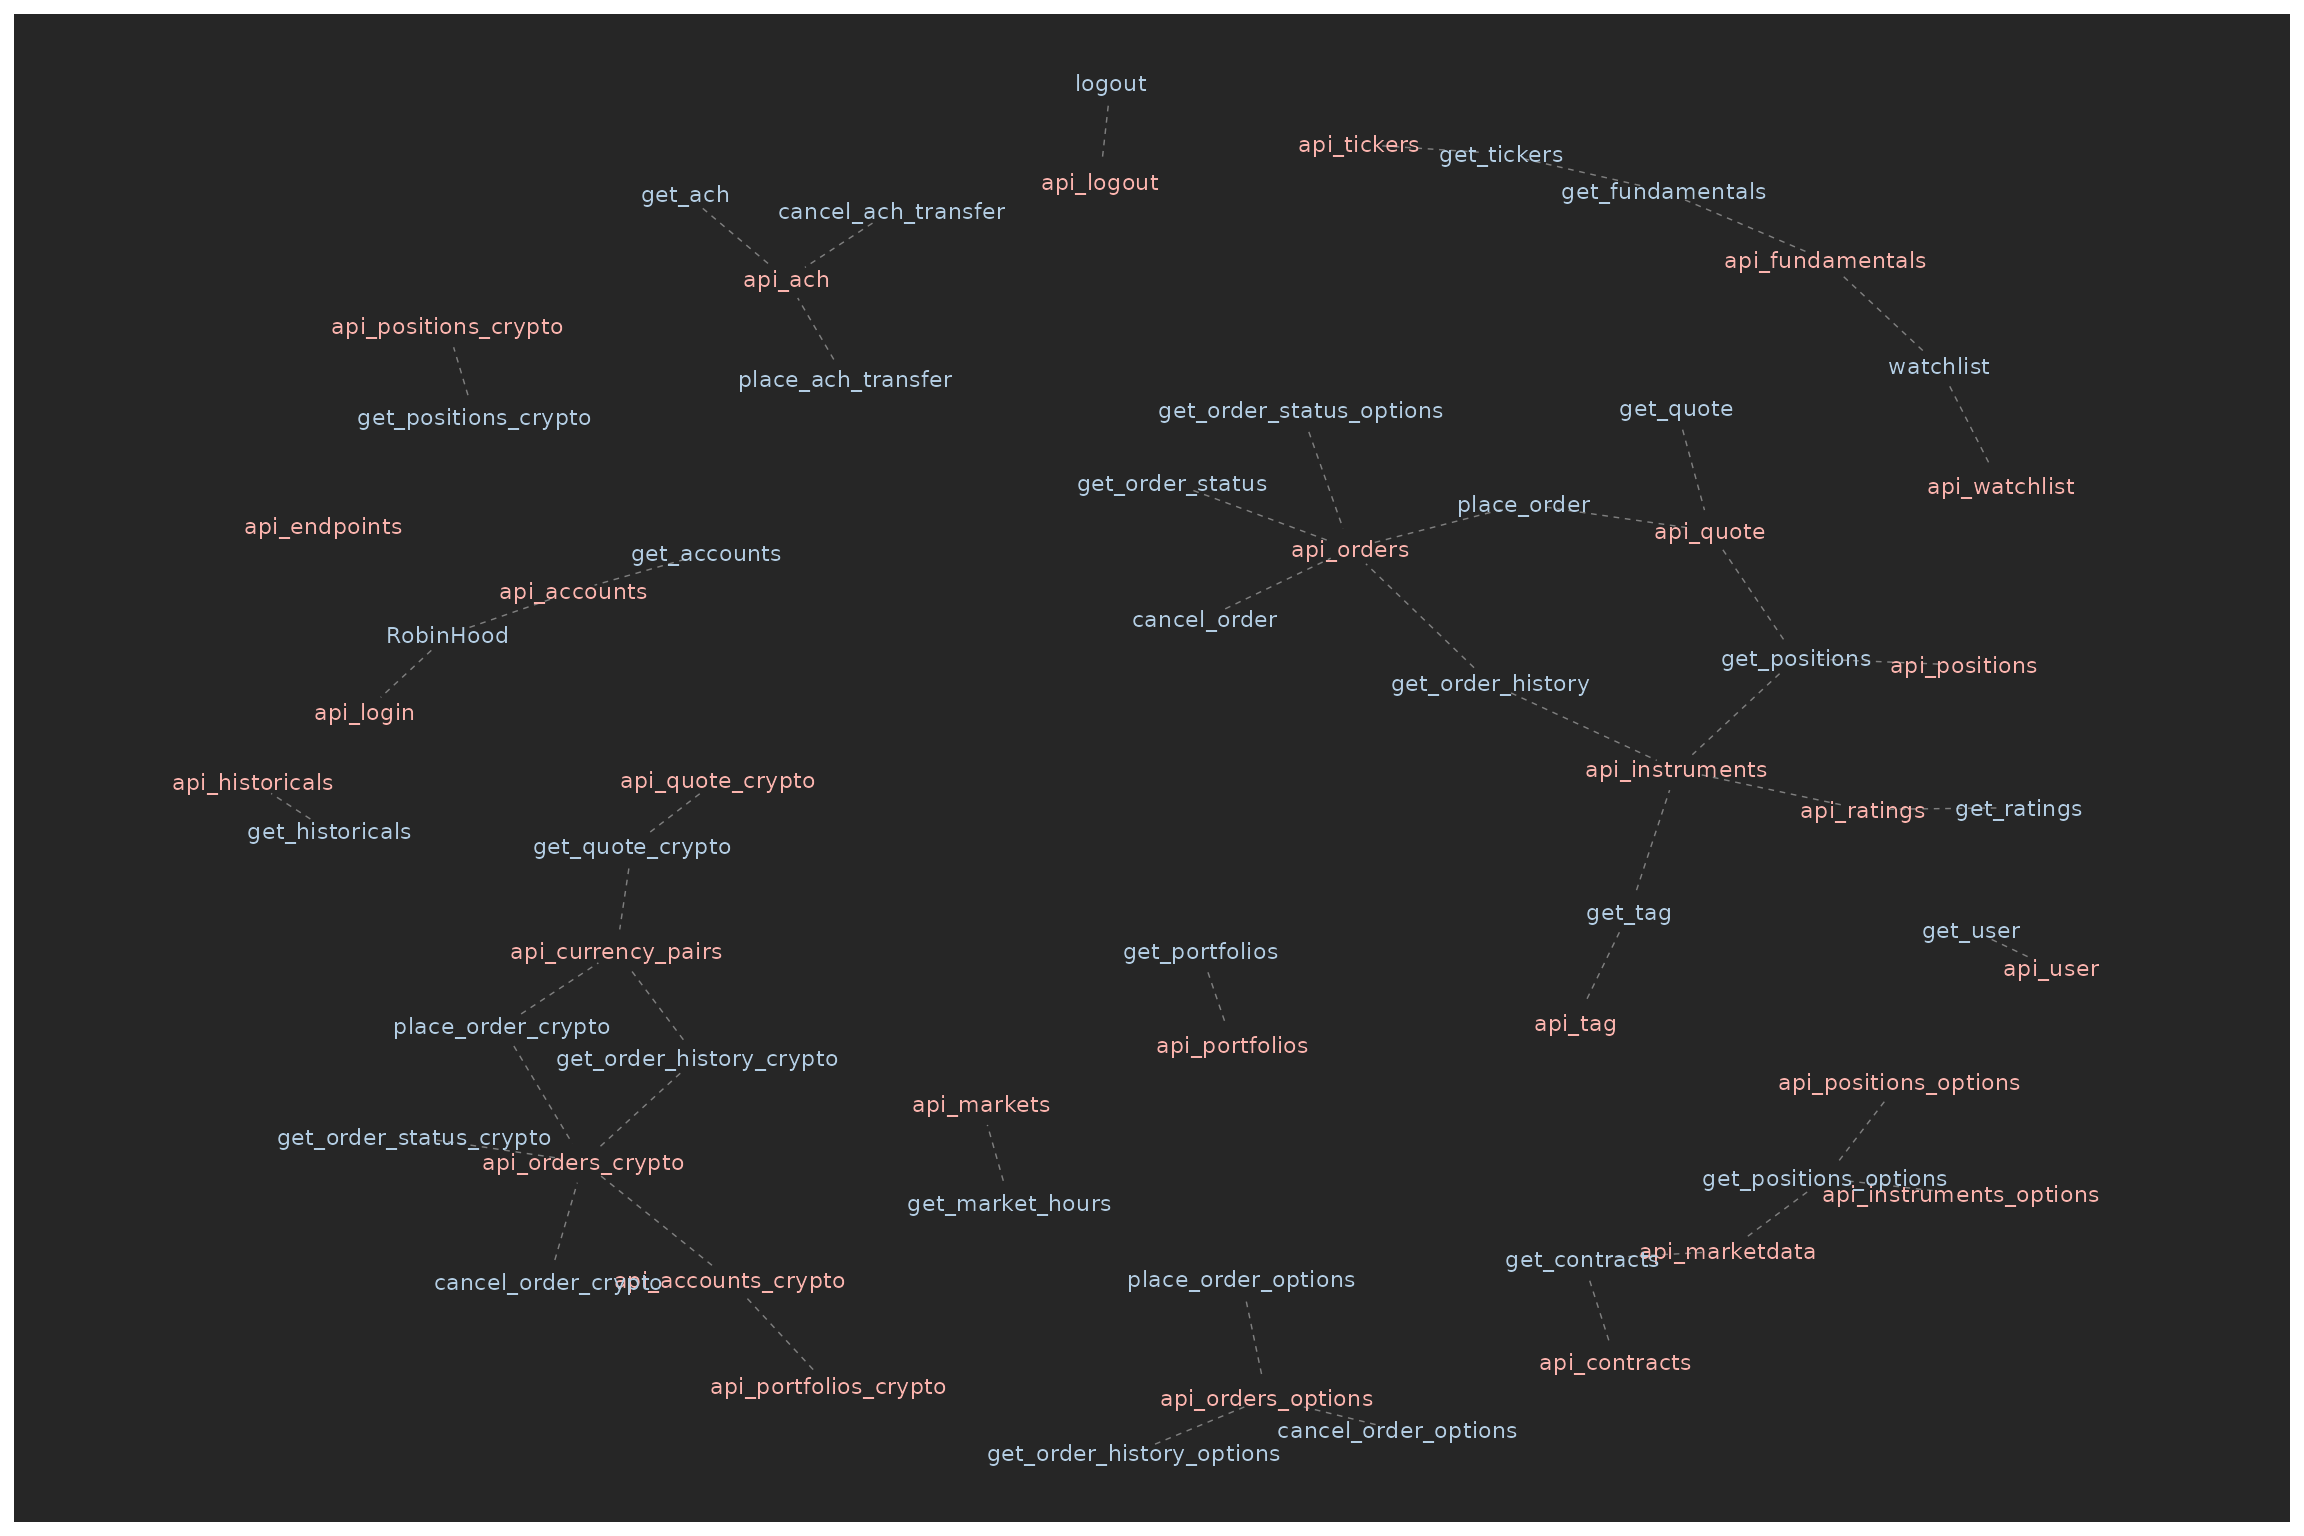 logout
api_tickers
get_tickers
api_logout
get_fundamentals
get_ach
cancel_ach_transfer
api_fundamentals
api_ach
api_positions_crypto
watchlist
place_ach_transfer
get_order_status_options
get_quote
get_positions_crypto
get_order_status
api_watchlist
place_order
api_endpoints
api_quote
get_accounts
api_orders
api_accounts
cancel_order
RobinHood
get_positions
api_positions
get_order_history
api_login
api_instruments
api_historicals
api_quote_crypto
api_ratings
get_ratings
get_historicals
get_quote_crypto
get_tag
get_user
api_currency_pairs
get_portfolios
api_user
place_order_crypto
api_tag
api_portfolios
get_order_history_crypto
api_positions_options
api_markets
get_order_status_crypto
api_orders_crypto
get_positions_options
api_instruments_options
get_market_hours
api_marketdata
get_contracts
cancel_order_crypto
api_accounts_crypto
place_order_options
api_contracts
api_portfolios_crypto
api_orders_options
cancel_order_options
get_order_history_options